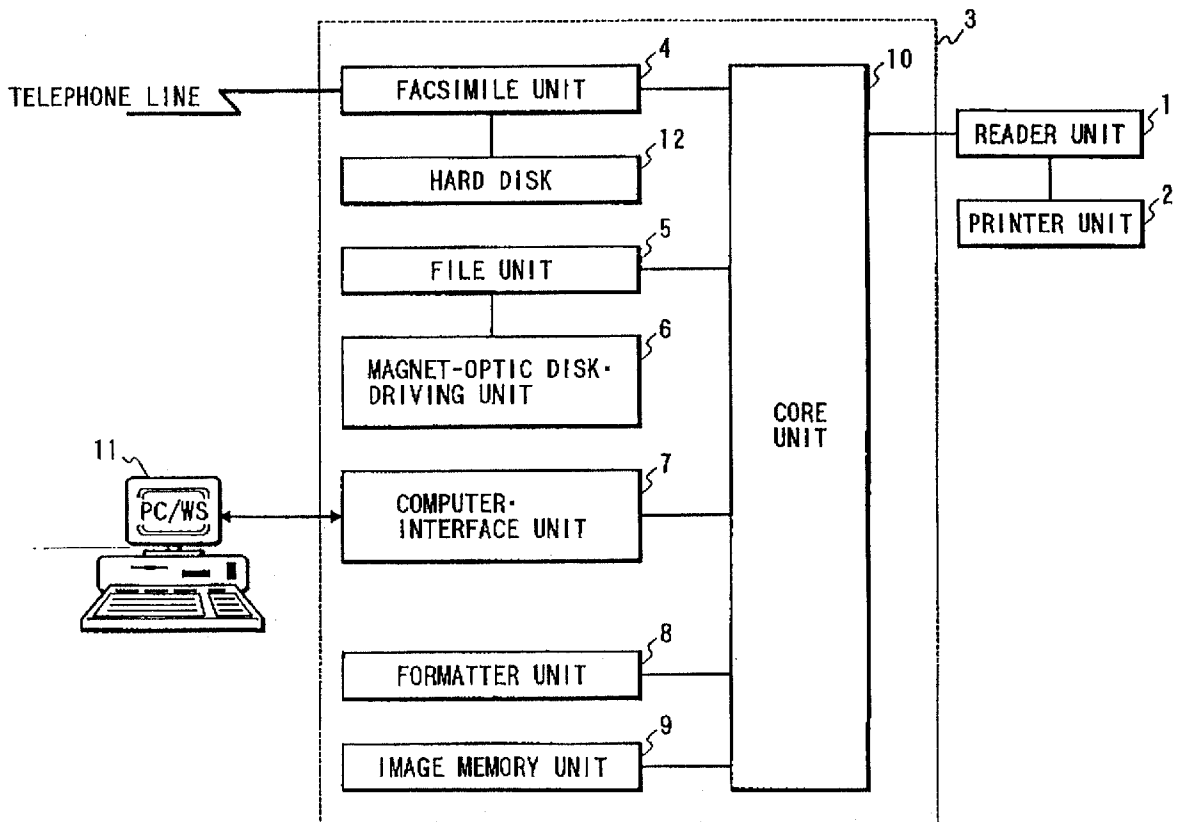 3
4
10
TELEPHONE LINE
FACSIMILE UNIT
1
READER UNIT
12
HARD DISK
2
PRINTER UNIT
5
FILE UNIT
6
MAGNET-OPTIC DISK·
DRIVING UNIT
CORE
UNIT
11
PC/WS
7
COMPUTER·
INTERFACE UNIT
8
FORMATTER UNIT
9
IMAGE MEMORY UNIT